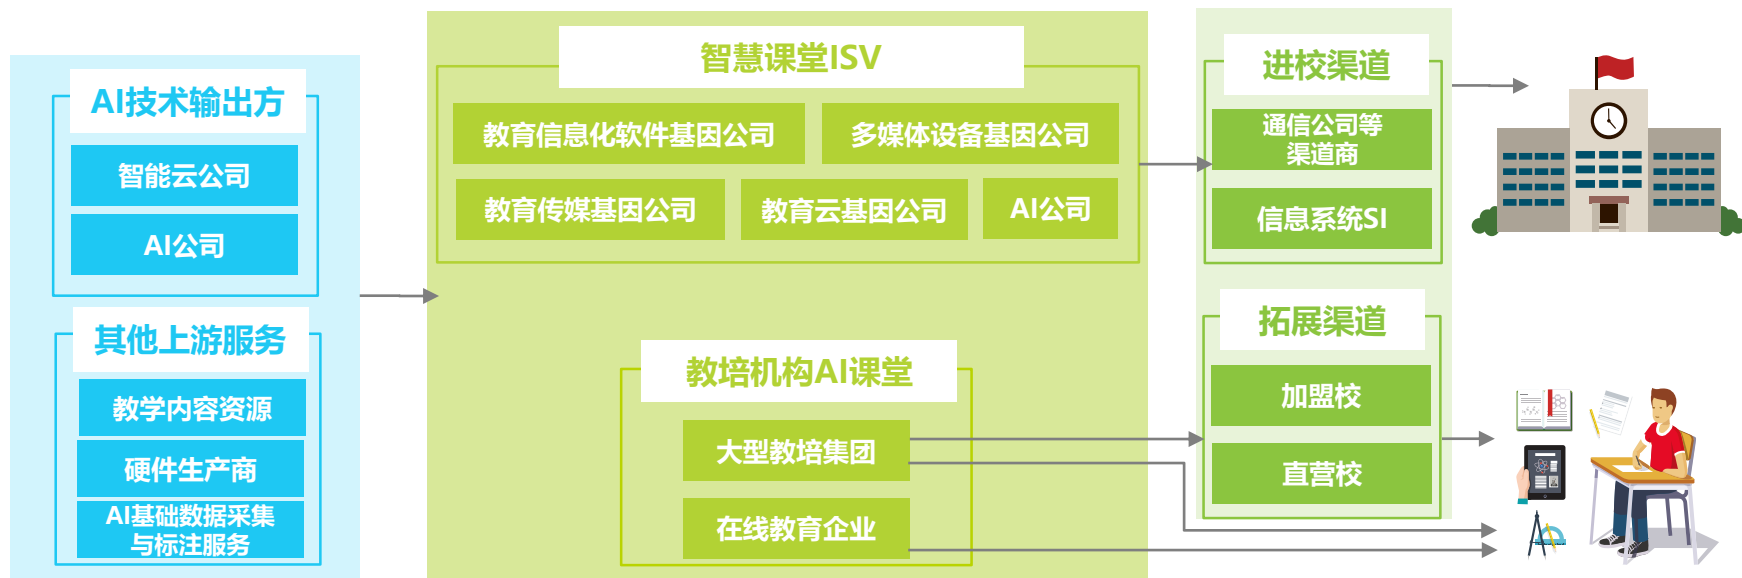 AI技术输出方
智能云公司
AI公司
其他上游服务
教学内容资源
硬件生产商
AI基础数据采集
与标注服务
智慧课堂ISV
教育信息化软件基因公司
多媒体设备基因公司
教育传媒基因公司
教育云基因公司
AI公司
教培机构AI课堂
大型教培集团
在线教育企业
进校渠道
通信公司等
渠道商
信息系统SI
拓展渠道
加盟校
直营校